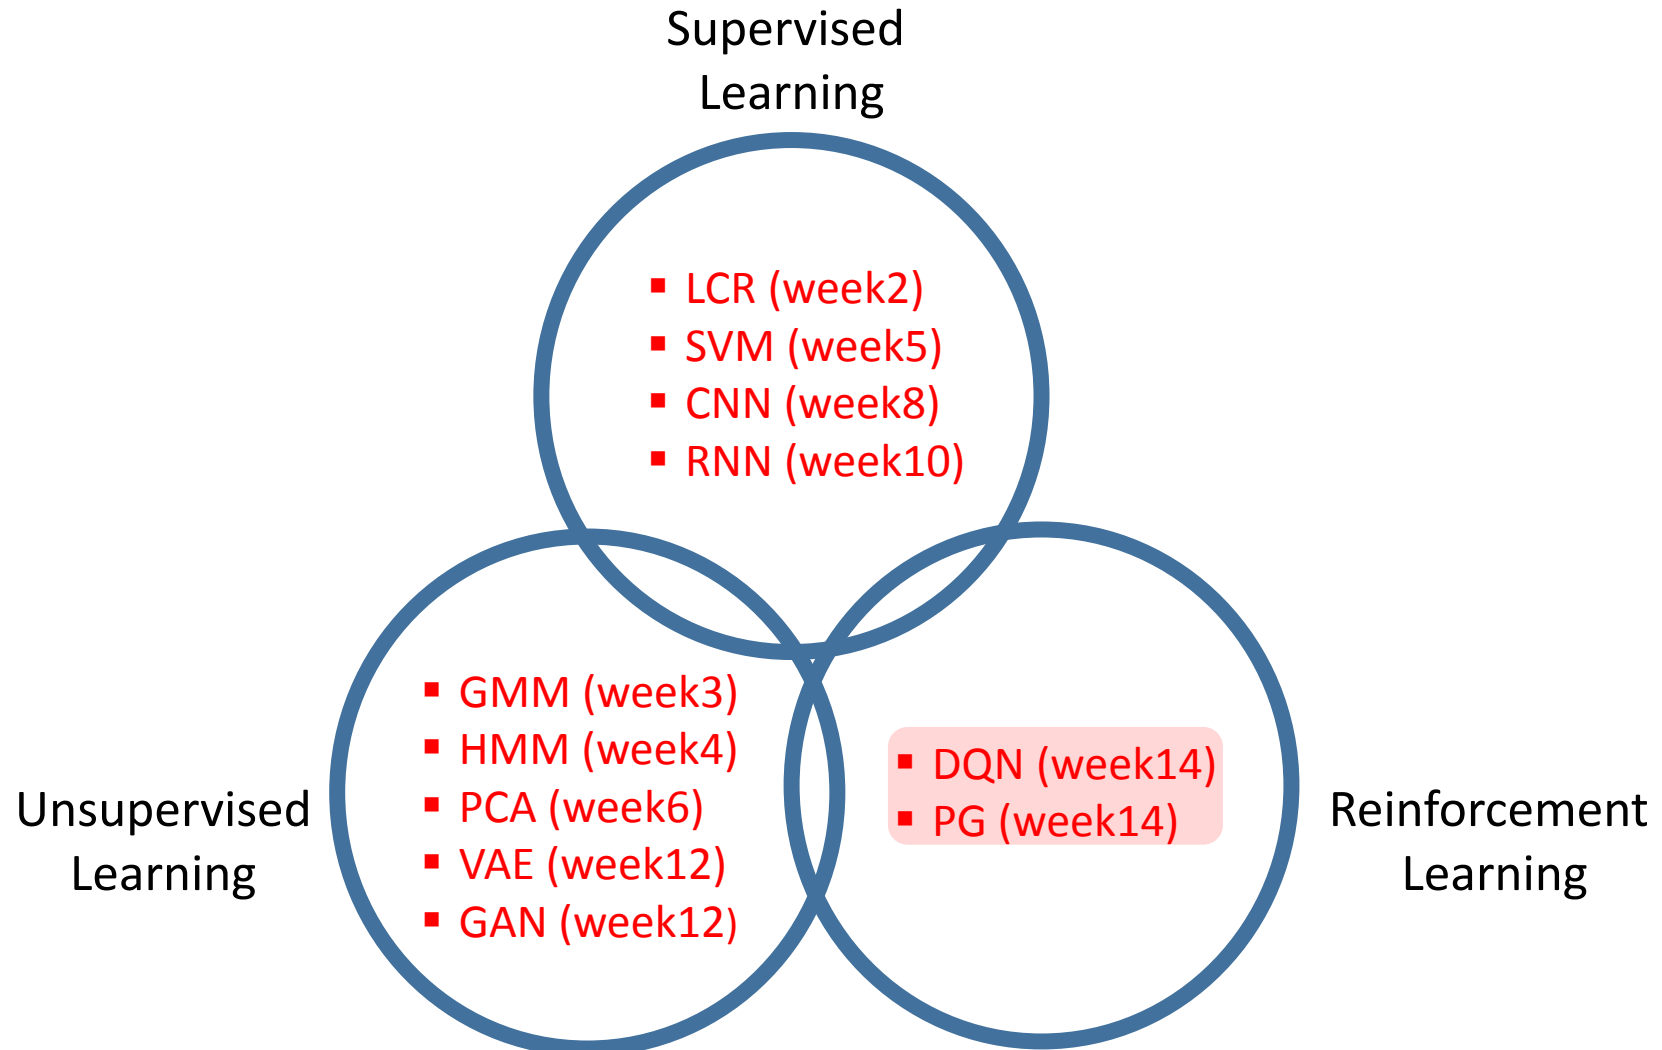 Supervised
Learning
▪ LCR (week2)
▪ SVM (week5)
▪ CNN (week8)
▪ RNN (week10)
▪ GMM (week3)
▪ HMM (week4)
▪ PCA (week6)
▪ VAE (week12)
▪ GAN (week12)
Unsupervised
Learning
▪ DQN (week14)
▪ PG (week14)
Reinforcement
Learning